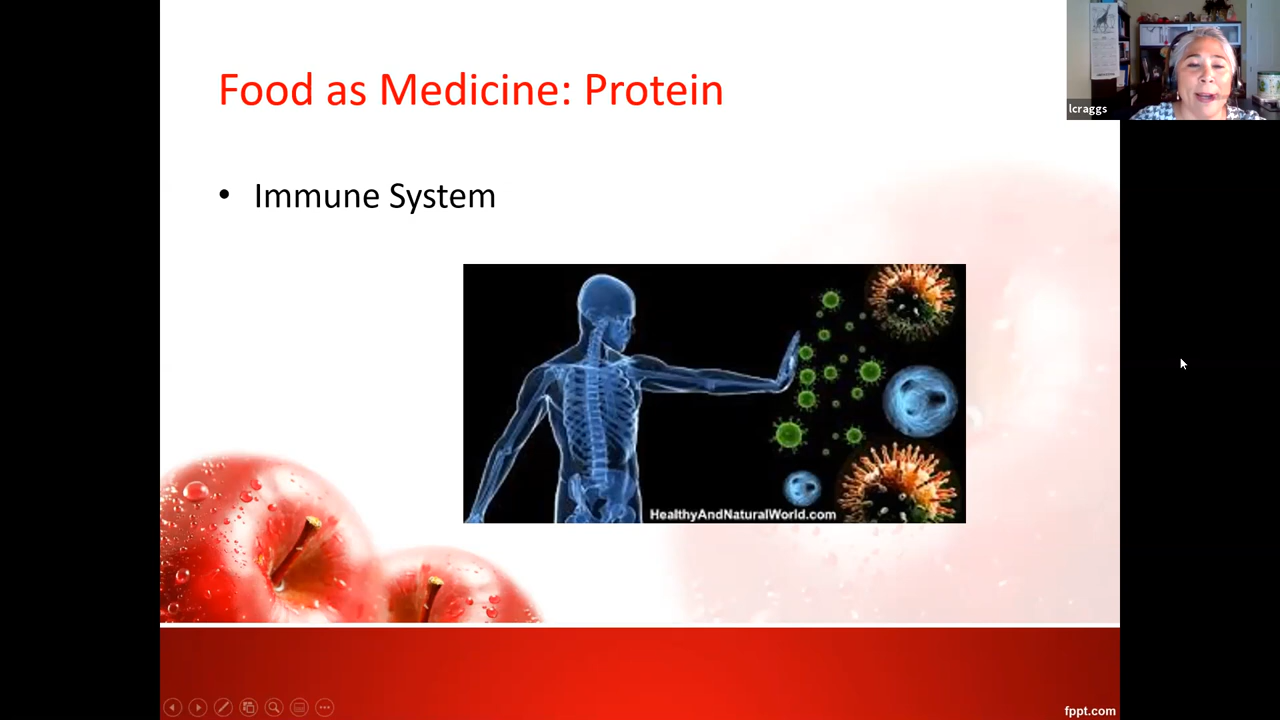 Food as Medicine: Protein
lcraggs
• Immune System
HealthyAndNaturalWorld.com
fppt.com